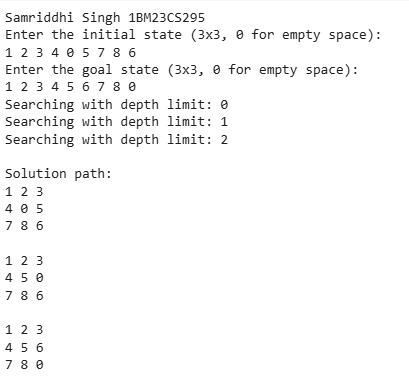 Samriddhi Singh 1BM23CS295
Enter the initial state (3x3, 0 for empty space):
1 2 3 4 0 5 7 8 6
Enter the goal state (3x3, 0 for empty space):
1 2 3 4 5 6 7 8 0
Searching with depth limit: 0
Searching with depth limit: 1
Searching with depth limit: 2
Solution path:
1 2 3
4 0 5
7 8 6
1 2 3
4 5 0
7 8 6
1 2 3
4 5 6
7 8 0